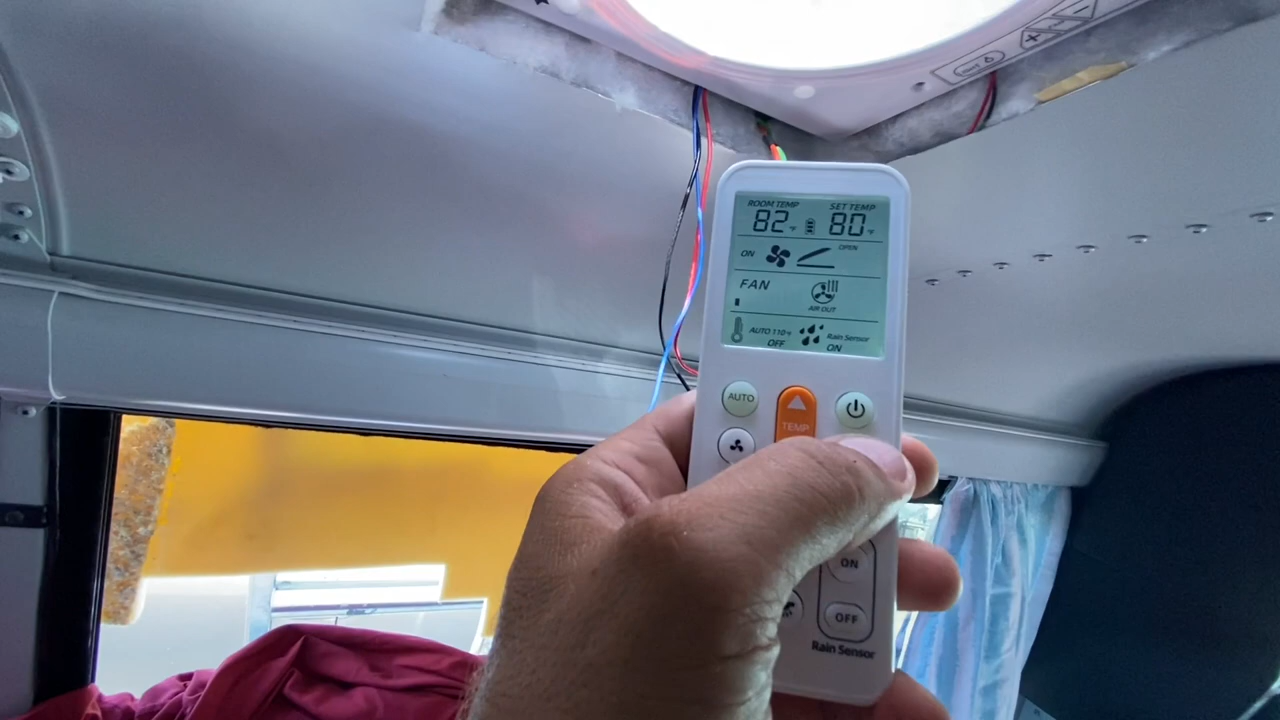 ROOM TEMP SET TEMP
82 °F 80 °F
ON OPEN
FAN
AIR OUT
AUTO 110°F Rain Sensor
OFF ON
AUTO
TEMP
ON
OFF
Rain Sensor